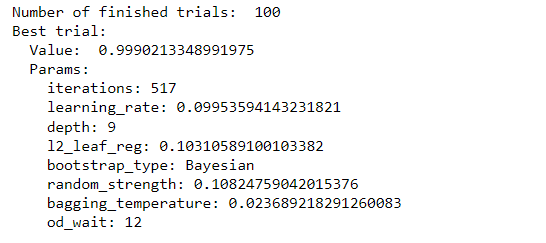 Number of finished trials:  100
Best trial:
  Value:  0.9990213348991975
  Params:
    iterations: 517
    learning_rate: 0.09953594143231821
    depth: 9
    l2_leaf_reg: 0.10310589100103382
    bootstrap_type: Bayesian
    random_strength: 0.10824759042015376
    bagging_temperature: 0.023689218291260083
    od_wait: 12